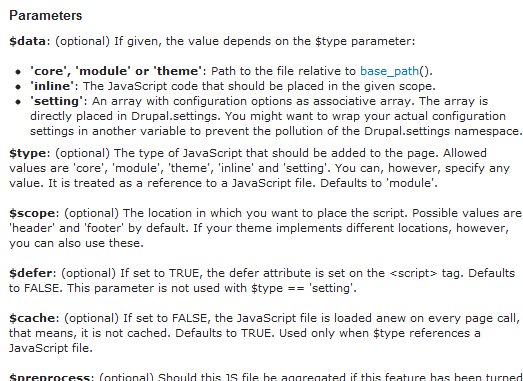 Parameters
$data: (optional) If given, the value depends on the $type parameter:
• 'core', 'module' or 'theme': Path to the file relative to base_path().
• 'inline': The JavaScript code that should be placed in the given scope.
• 'setting': An array with configuration options as associative array. The array is
directly placed in Drupal.settings. You might want to wrap your actual configuration
settings in another variable to prevent the pollution of the Drupal.settings namespace.
$type: (optional) The type of JavaScript that should be added to the page. Allowed
values are 'core', 'module', 'theme', 'inline' and 'setting'. You can, however, specify any
value. It is treated as a reference to a JavaScript file. Defaults to 'module'.
$scope: (optional) The location in which you want to place the script. Possible values are
'header' and 'footer' by default. If your theme implements different locations, however,
you can also use these.
$defer: (optional) If set to TRUE, the defer attribute is set on the <script> tag. Defaults
to FALSE. This parameter is not used with $type == 'setting'.
$cache: (optional) If set to FALSE, the JavaScript file is loaded anew on every page call,
that means, it is not cached. Defaults to TRUE. Used only when $type references a
JavaScript file.
$preprocess: (optional) Should this JS file be aggregated if this feature has been turned